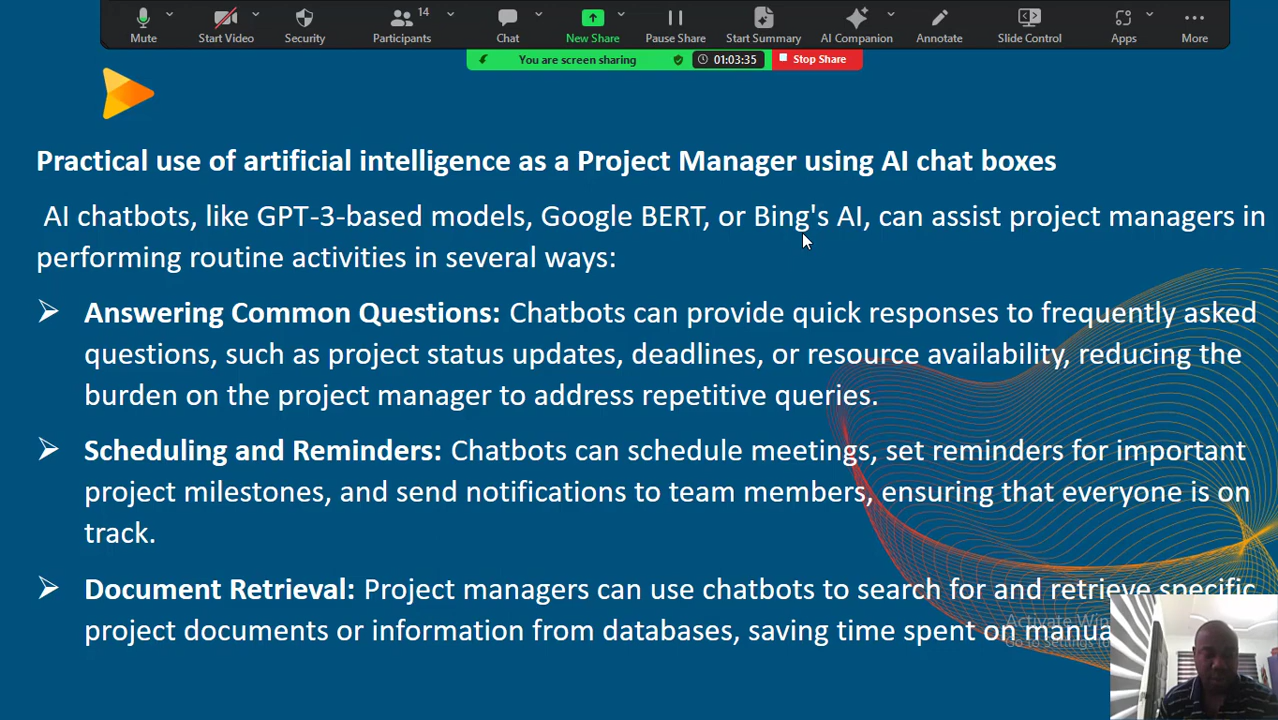 Mute
Start Video
Security
14
Participants
Chat
New Share
Pause Share
Start Summary
AI Companion
Annotate
Slide Control
Apps
More
You are screen sharing
01:03:35
Stop Share
Practical use of artificial intelligence as a Project Manager using AI chat boxes
AI chatbots, like GPT-3-based models, Google BERT, or Bing's AI, can assist project managers in
performing routine activities in several ways:
Answering Common Questions: Chatbots can provide quick responses to frequently asked
questions, such as project status updates, deadlines, or resource availability, reducing the
burden on the project manager to address repetitive queries.
Scheduling and Reminders: Chatbots can schedule meetings, set reminders for important
project milestones, and send notifications to team members, ensuring that everyone is on
track.
Document Retrieval: Project managers can use chatbots to search for and retrieve specific
project documents or information from databases, saving time spent on
Activate
Go to Settings